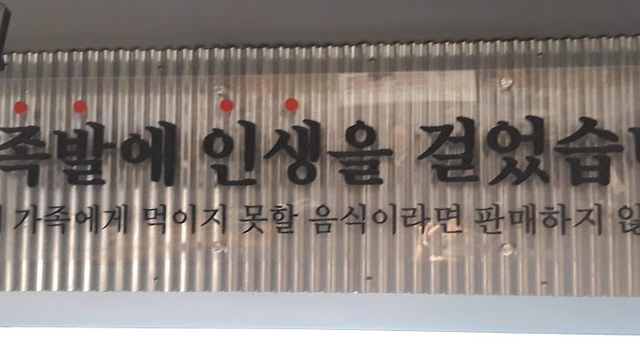 족발에 인생을 걸었습
가족에게 먹이지 못할 음식이라면 판매하지 않